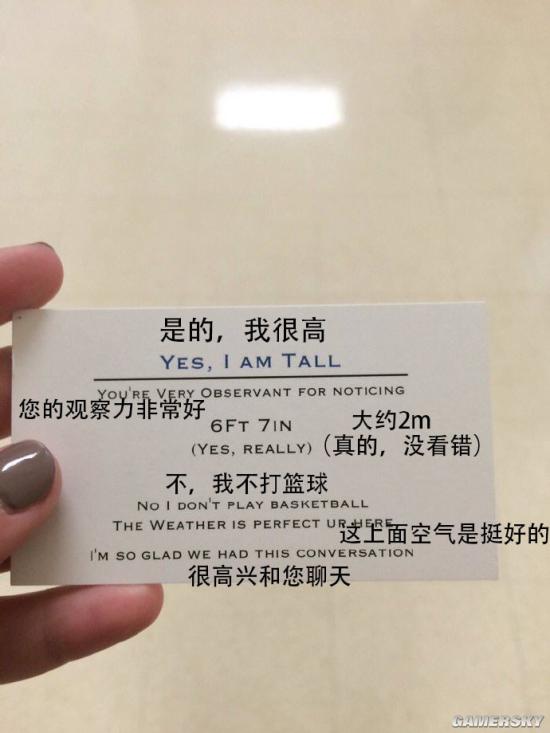 是的，我很高
YES, I AM TALL
YOU'RE VERY OBSERVANT FOR NOTICING
您的观察力非常好
6FT 7IN
大约2m
(YES, REALLY)
（真的，没看错）
不，我不打篮球
NO I DON'T PLAY BASKETBALL
THE WEATHER IS PERFECT UP HERE
这上面空气是挺好的
I'M SO GLAD WE HAD THIS CONVERSATION
很高兴和您聊天
GAMERSKY